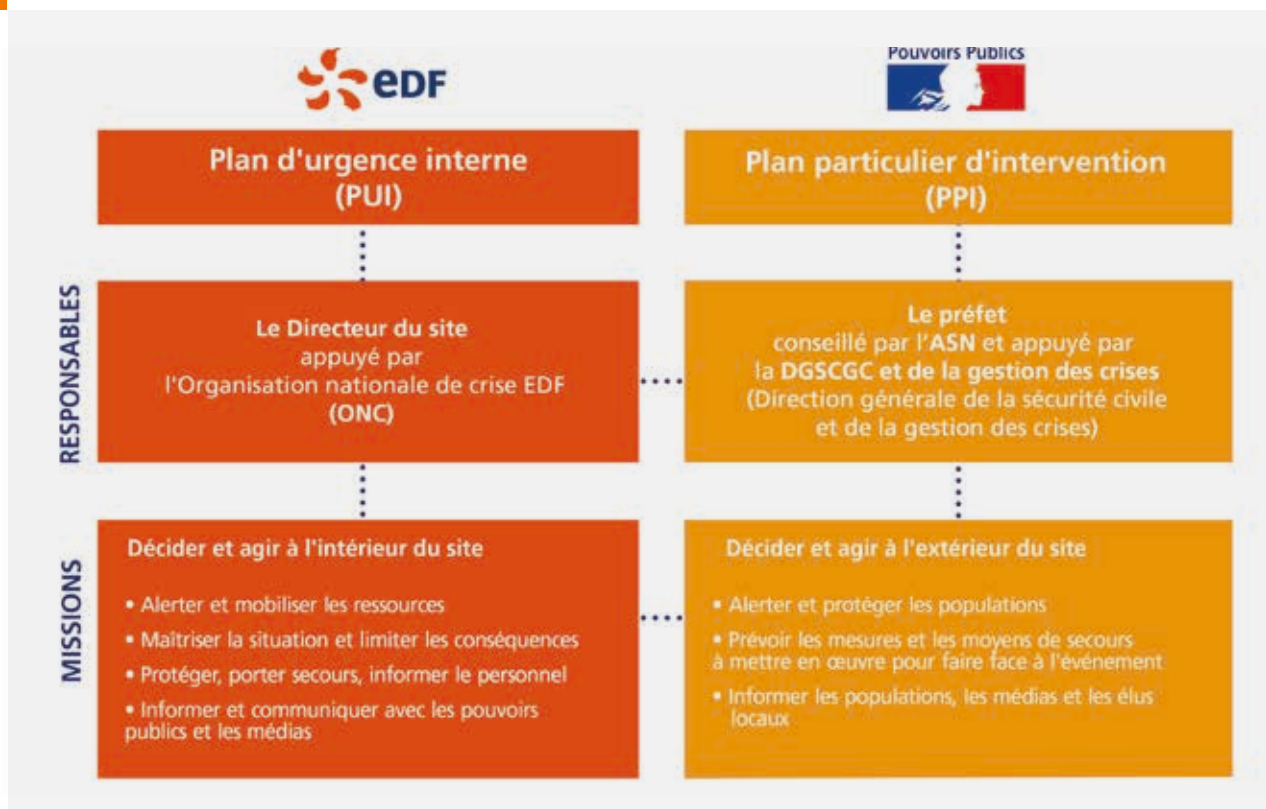 edF
Pouvoirs Publics
Plan d'urgence interne
(PUI)
Plan particulier d'intervention
(PPI)
RESPONSABLES
Le Directeur du site
appuyé par
l'Organisation nationale de crise EDF
(ONC)
Le préfet
conseillé par l'ASN et appuyé par
la DGSCGC et de la gestion des crises
(Direction générale de la sécurité civile
et de la gestion des crises)
MISSIONS
Décider et agir à l'intérieur du site
• Alerter et mobiliser les ressources
• Maîtriser la situation et limiter les conséquences
• Protéger, porter secours, informer le personnel
• Informer et communiquer avec les pouvoirs
publics et les médias
Décider et agir à l'extérieur du site
• Alerter et protéger les populations
• Prévoir les mesures et les moyens de secours
à mettre en œuvre pour faire face à l'événement
• Informer les populations, les médias et les élus
locaux